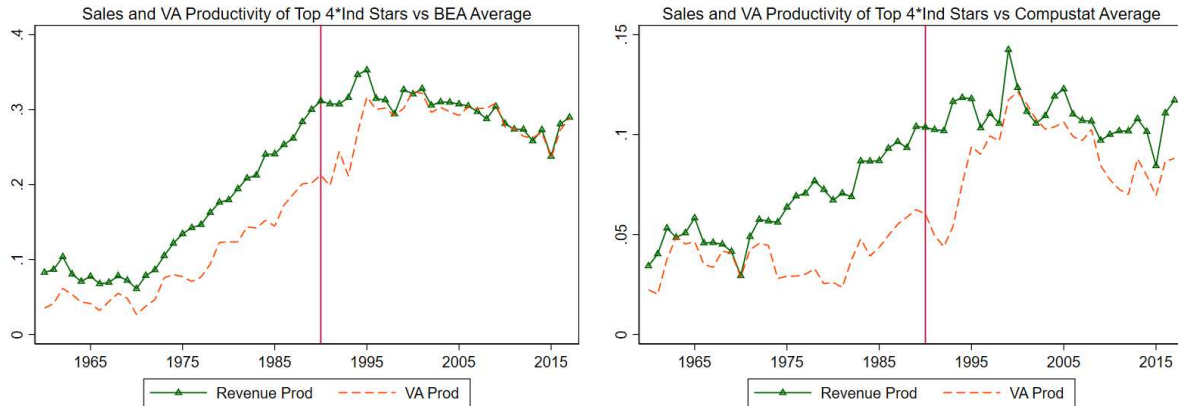 Sales and VA Productivity of Top 4*Ind Stars vs BEA Average
.4
.3
.2
.1
0
1965 1975 1985 1995 2005 2015
Revenue Prod VA Prod
Sales and VA Productivity of Top 4*Ind Stars vs Compustat Average
.15
.1
.05
0
1965 1975 1985 1995 2005 2015
Revenue Prod VA Prod